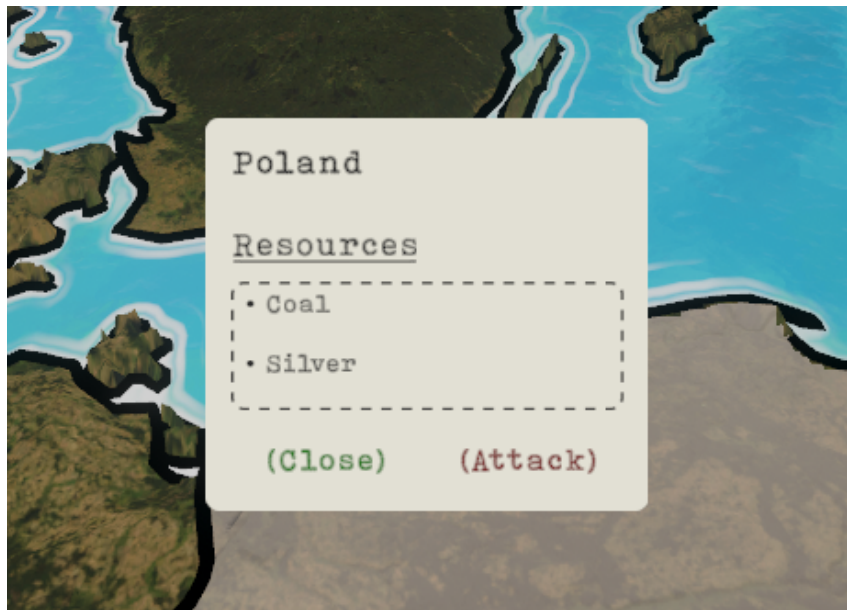 Poland
Resources
• Coal
• Silver
(Close) (Attack)